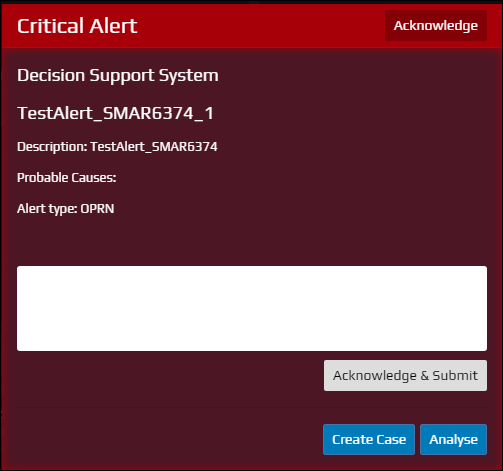 Critical Alert
Acknowledge
Decision Support System
TestAlert_SMAR6374_1
Description: TestAlert_SMAR6374
Probable Causes:
Alert type: OPRN
Acknowledge & Submit
Create Case
Analyse